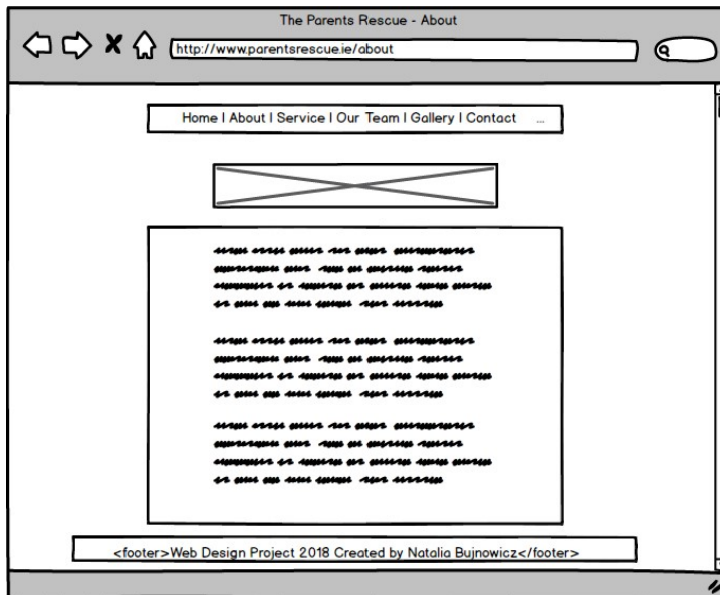 The Parents Rescue - About
http://www.parentsrescue.ie/about
Home | About | Service | Our Team | Gallery | Contact ...
<footer>Web Design Project 2018 Created by Natalia Bujnowicz</footer>